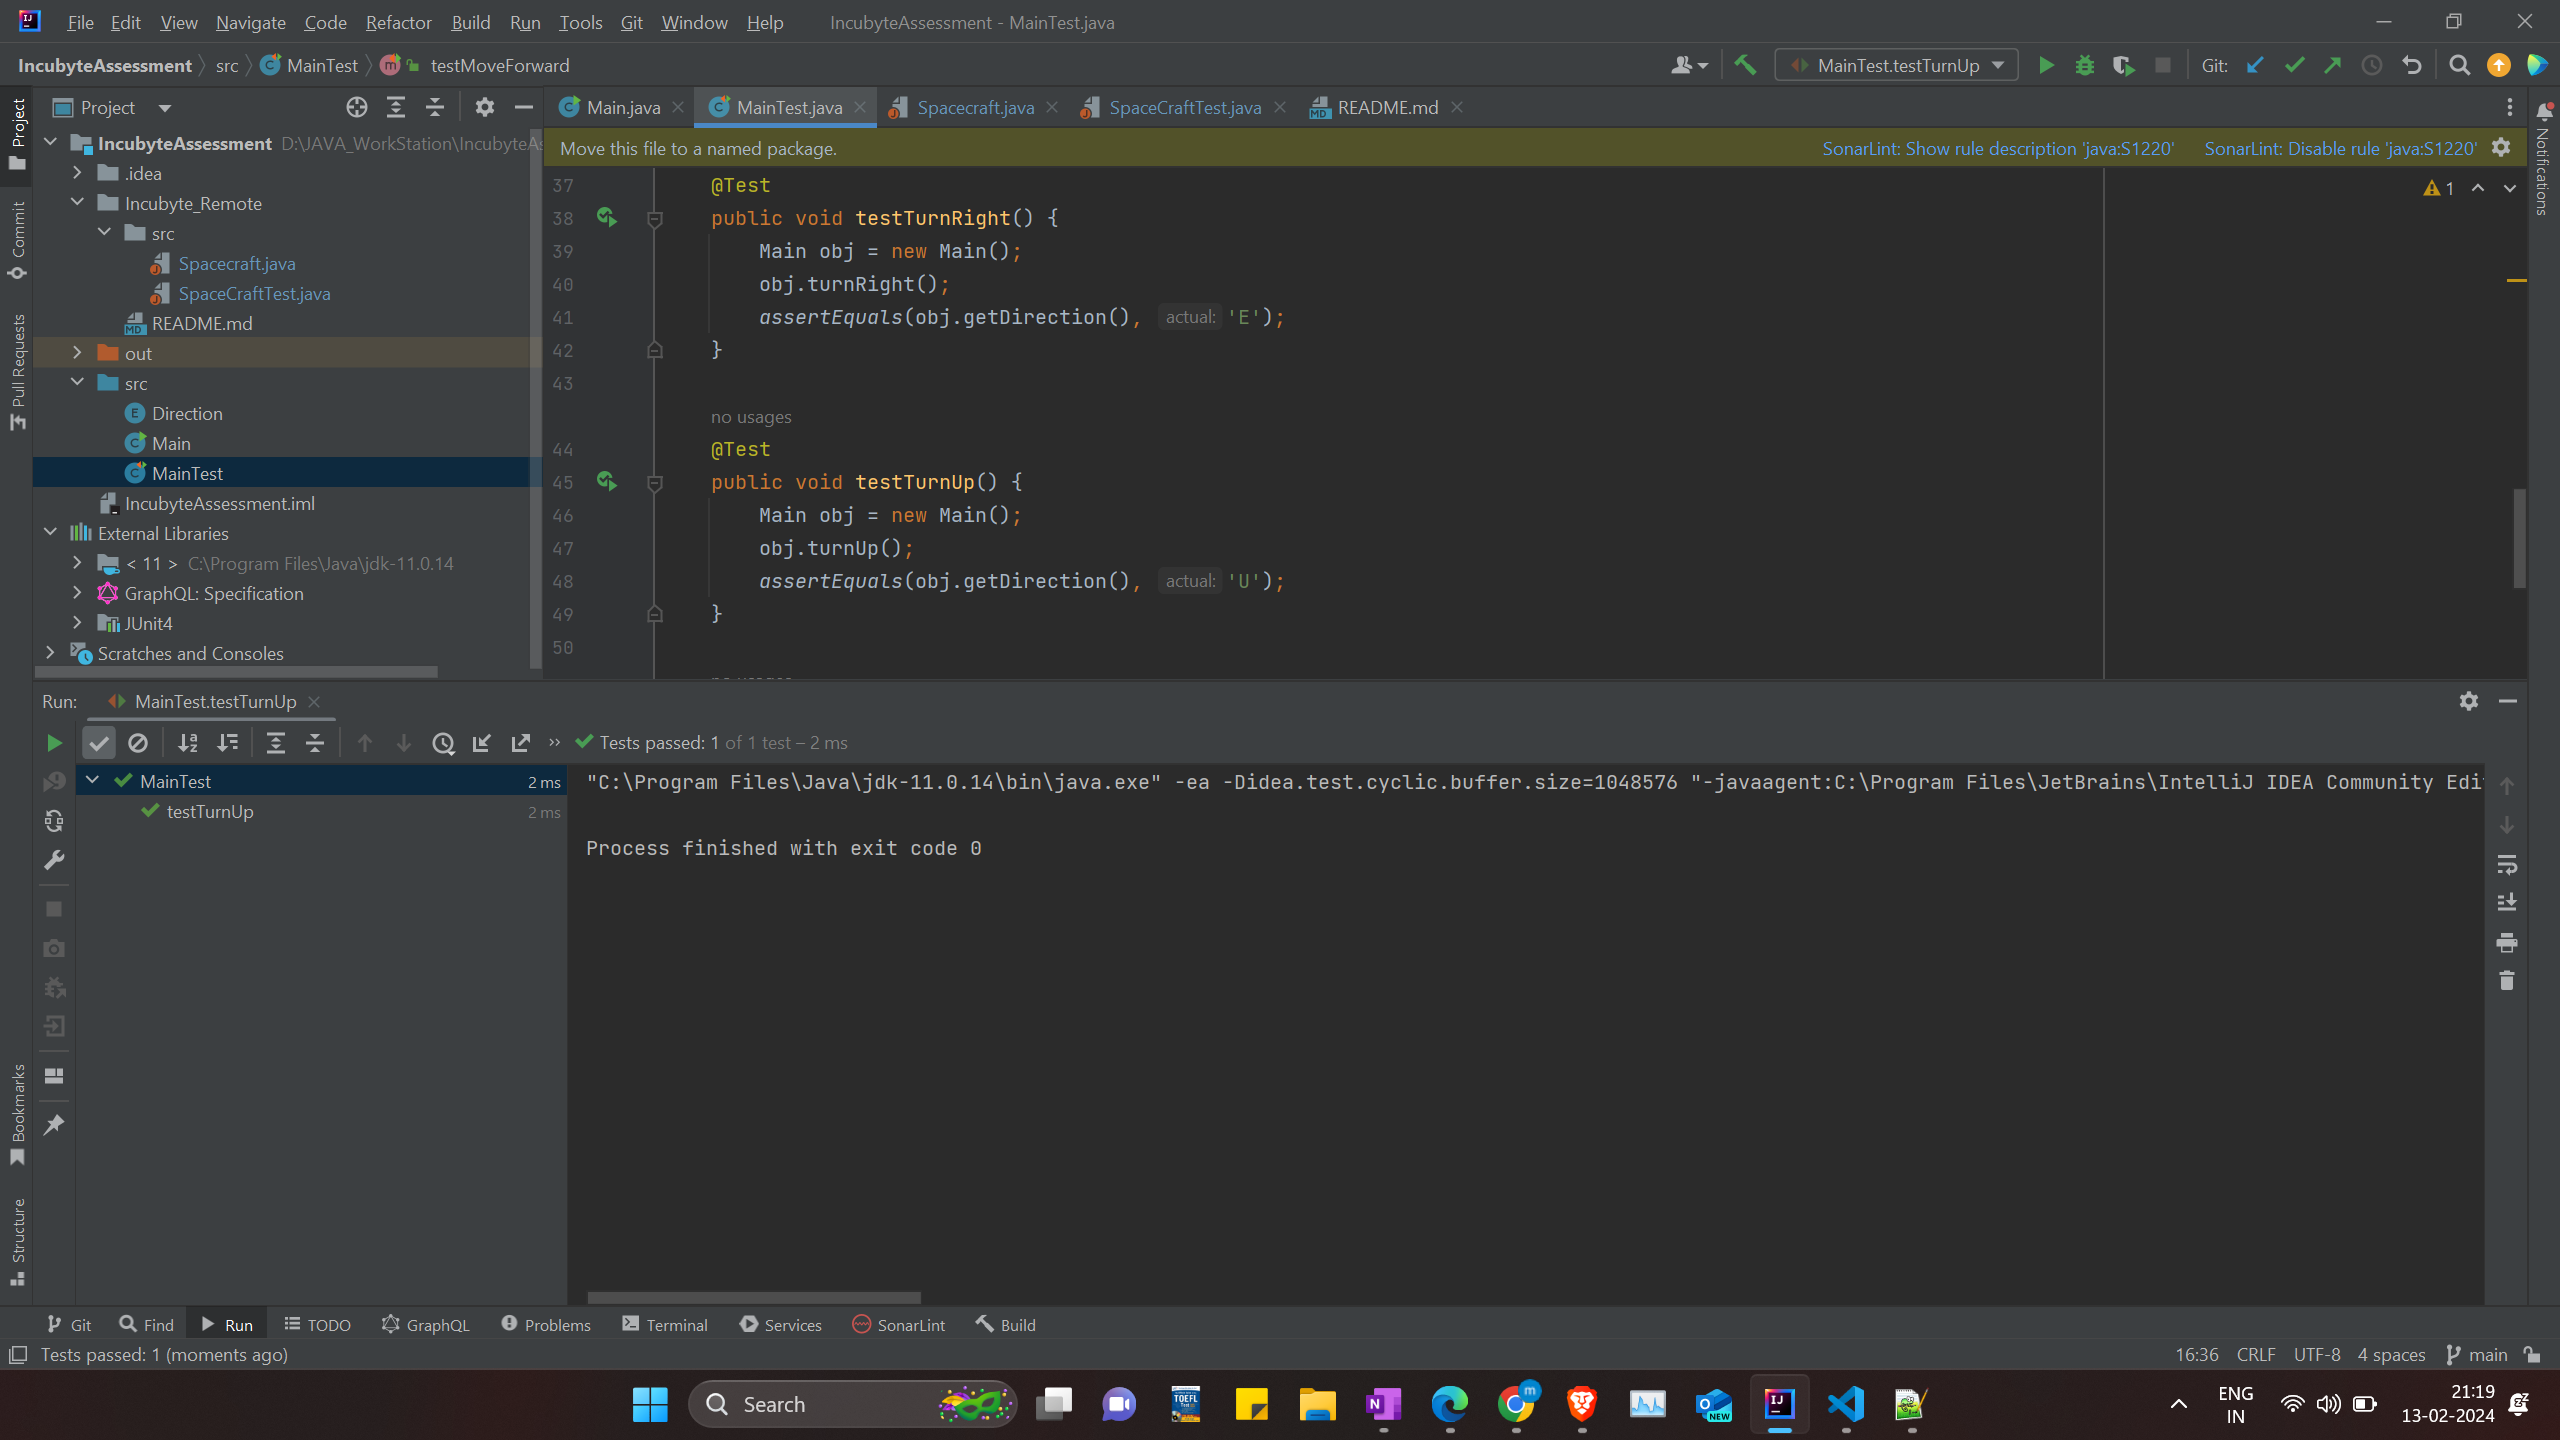 File Edit View Navigate Code Refactor Build Run Tools Git Window Help IncubyteAssessment - MainTest.java
IncubyteAssessment src MainTest testMoveForward MainTest.testTurnUp Git:
Project
Main.java MainTest.java Spacecraft.java SpaceCraftTest.java README.md
Project
Commit
Pull Requests
Bookmarks
Structure
Notifications
IncubyteAssessment D:\JAVA_WorkStation\IncubyteAs
.idea
Incubyte_Remote
src
Spacecraft.java
SpaceCraftTest.java
README.md
out
src
Direction
Main
MainTest
IncubyteAssessment.iml
External Libraries
< 11 > C:\Program Files\Java\jdk-11.0.14
GraphQL: Specification
JUnit4
Scratches and Consoles
Move this file to a named package. SonarLint: Show rule description 'java:S1220' SonarLint: Disable rule 'java:S1220'
1
37 @Test
38 public void testTurnRight() {
39 Main obj = new Main();
40 obj.turnRight();
41 assertEquals(obj.getDirection(), actual: 'E');
42 }
43
no usages
44 @Test
45 public void testTurnUp() {
46 Main obj = new Main();
47 obj.turnUp();
48 assertEquals(obj.getDirection(), actual: 'U');
49 }
50
Run: MainTest.testTurnUp
Tests passed: 1 of 1 test – 2 ms
MainTest 2 ms
testTurnUp 2 ms
"C:\Program Files\Java\jdk-11.0.14\bin\java.exe" -ea -Didea.test.cyclic.buffer.size=1048576 "-javaagent:C:\Program Files\JetBrains\IntelliJ IDEA Community Edi
Process finished with exit code 0
Git Find Run TODO GraphQL Problems Terminal Services SonarLint Build
Tests passed: 1 (moments ago) 16:36 CRLF UTF-8 4 spaces main
Search
ENG
IN
21:19
13-02-2024